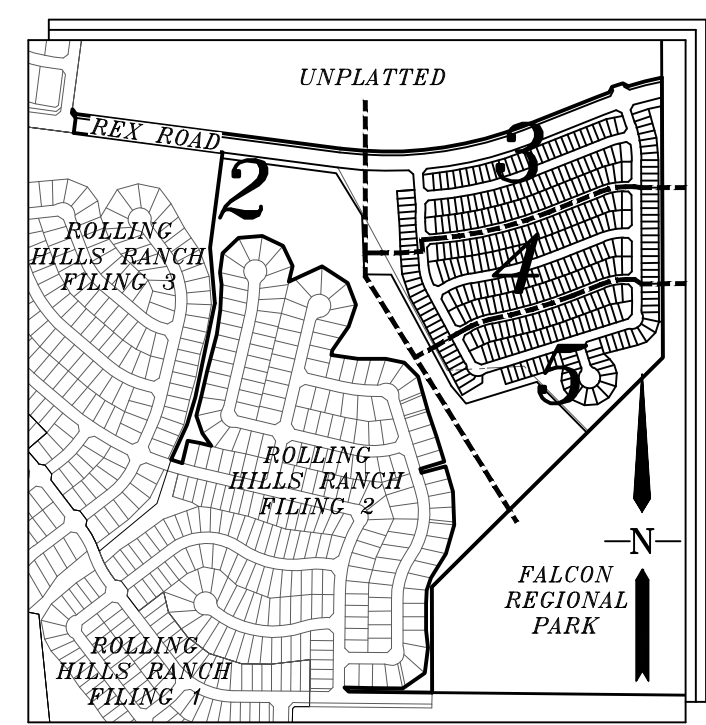 UNPLATTED
REX ROAD
3
2
ROLLING
HILLS RANCH
FILING 3
4
5
ROLLING
HILLS RANCH
FILING 2
N
FALCON
REGIONAL
PARK
ROLLING
HILLS RANCH
FILING 1